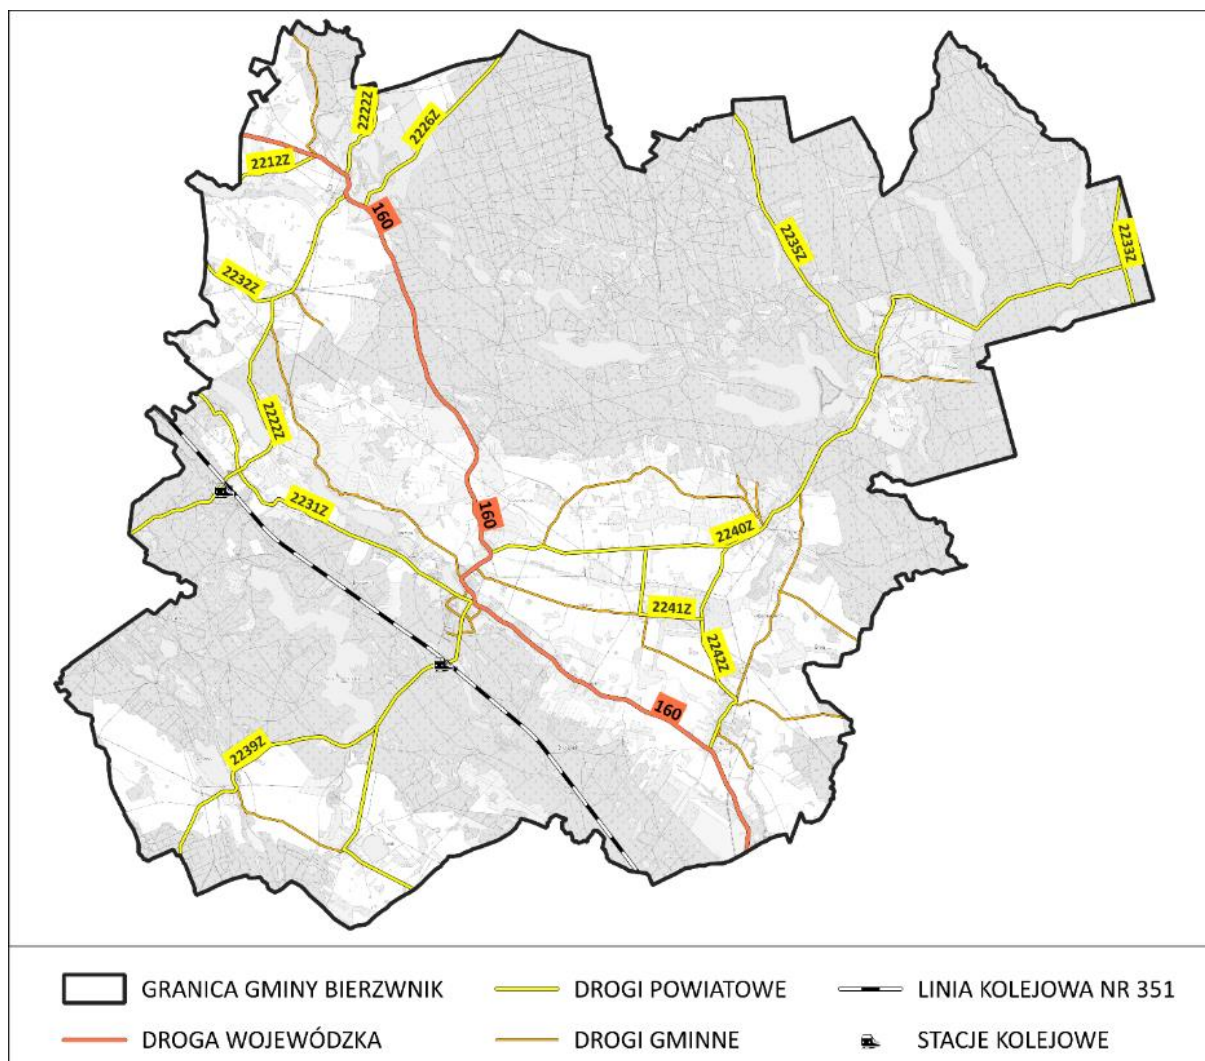 2222Z
2226Z
2212Z
160
2235Z
2233Z
2232Z
2222Z
2231Z
160
2240Z
2241Z
2242Z
160
2239Z
GRANICA GMINY BIERZWNIK
DROGI POWIATOWE
LINIA KOLEJOWA NR 351
DROGA WOJEWÓDZKA
DROGI GMINNE
STACJE KOLEJOWE